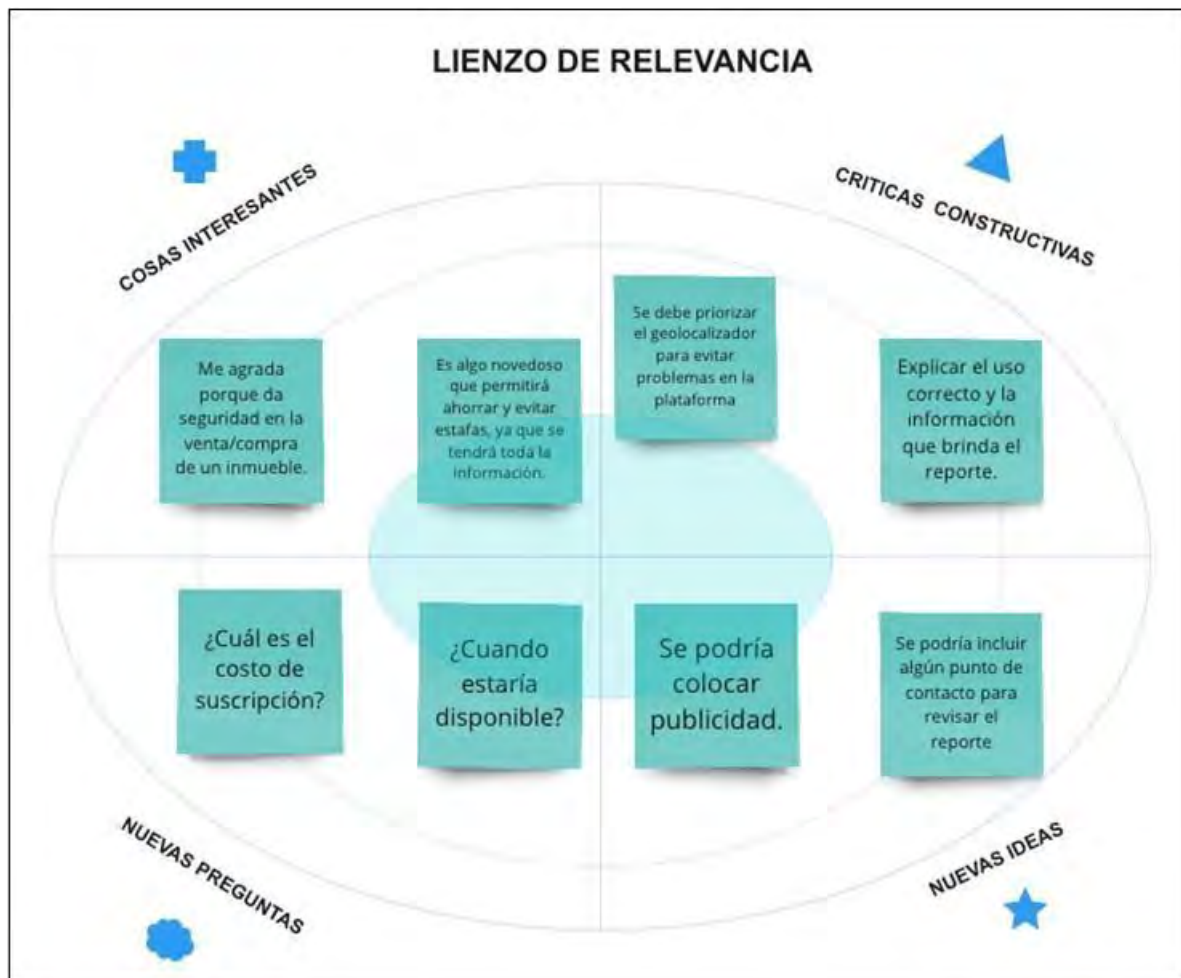 LIENZO DE RELEVANCIA
COSAS INTERESANTES
CRITICAS CONSTRUCTIVAS
Me agrada
porque da
seguridad en la
venta/compra
de un inmueble.
Es algo novedoso
que permitirá
ahorrar y evitar
estafas, ya que se
tendrá toda la
información.
Se debe priorizar
el geolocalizador
para evitar
problemas en la
plataforma
Explicar el uso
correcto y la
información
que brinda el
reporte.
¿Cuál es el
costo de
suscripción?
¿Cuando
estaría
disponible?
Se podría
colocar
publicidad.
Se podría incluir
algún punto de
contacto para
revisar el
reporte
NUEVAS PREGUNTAS
NUEVAS IDEAS